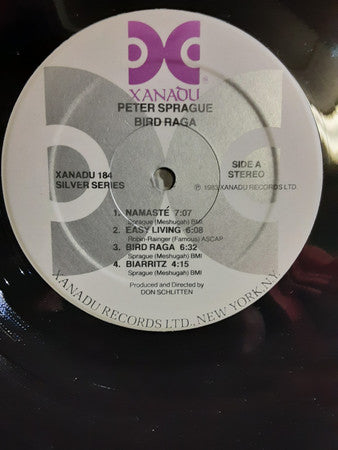 XANADU
PETER SPRAGUE
BIRD RAGA
XANADU 184
SILVER SERIES
SIDE A
STEREO
℗ 1983 XANADU RECORDS LTD.
1. NAMASTÉ 7:07
Sprague (Meshugah) BMI
2. EASY LIVING 6:08
Robin-Rainger (Famous) ASCAP
3. BIRD RAGA 6:32
Sprague (Meshugah) BMI
4. BIARRITZ 4:15
Sprague (Meshugah) BMI
Produced and Directed by
DON SCHLITTEN
XANADU RECORDS LTD., NEW YORK, N.Y.